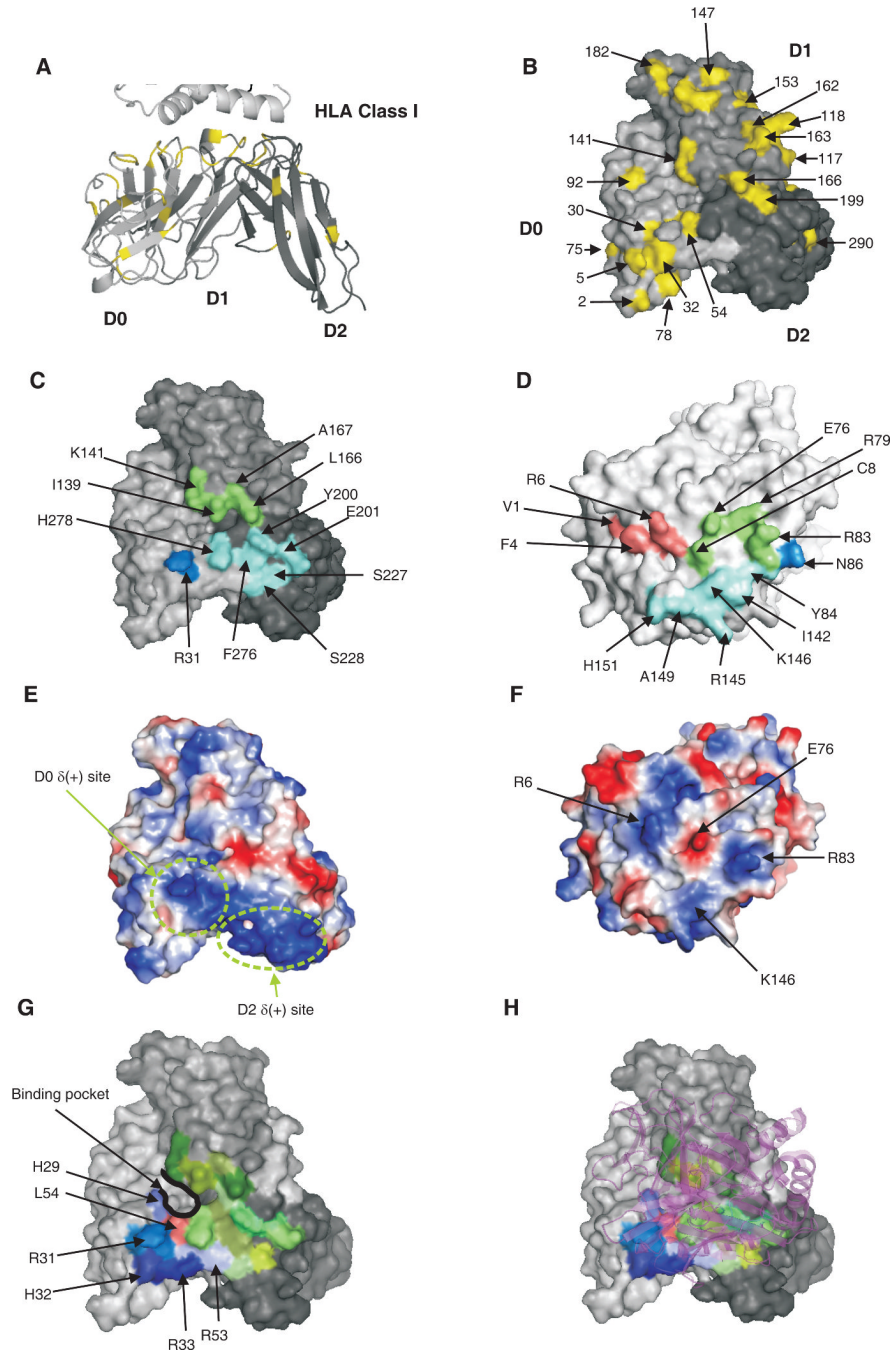 A
HLA Class I
D0
D1
D2
B
147
182
D1
153
162
118
163
141
117
92
166
199
30
D0
75
290
5
2
32
54
78
D2
C
A167
K141
L166
I139
Y200
H278
E201
S227
R31
F276
S228
D
E76
R79
R6
C8
V1
R83
F4
N86
Y84
I142
H151
K146
A149
R145
E
D0 δ(+) site
D2 δ(+) site
F
E76
R6
R83
K146
G
Binding pocket
H29
L54
R31
H32
R53
R33
H